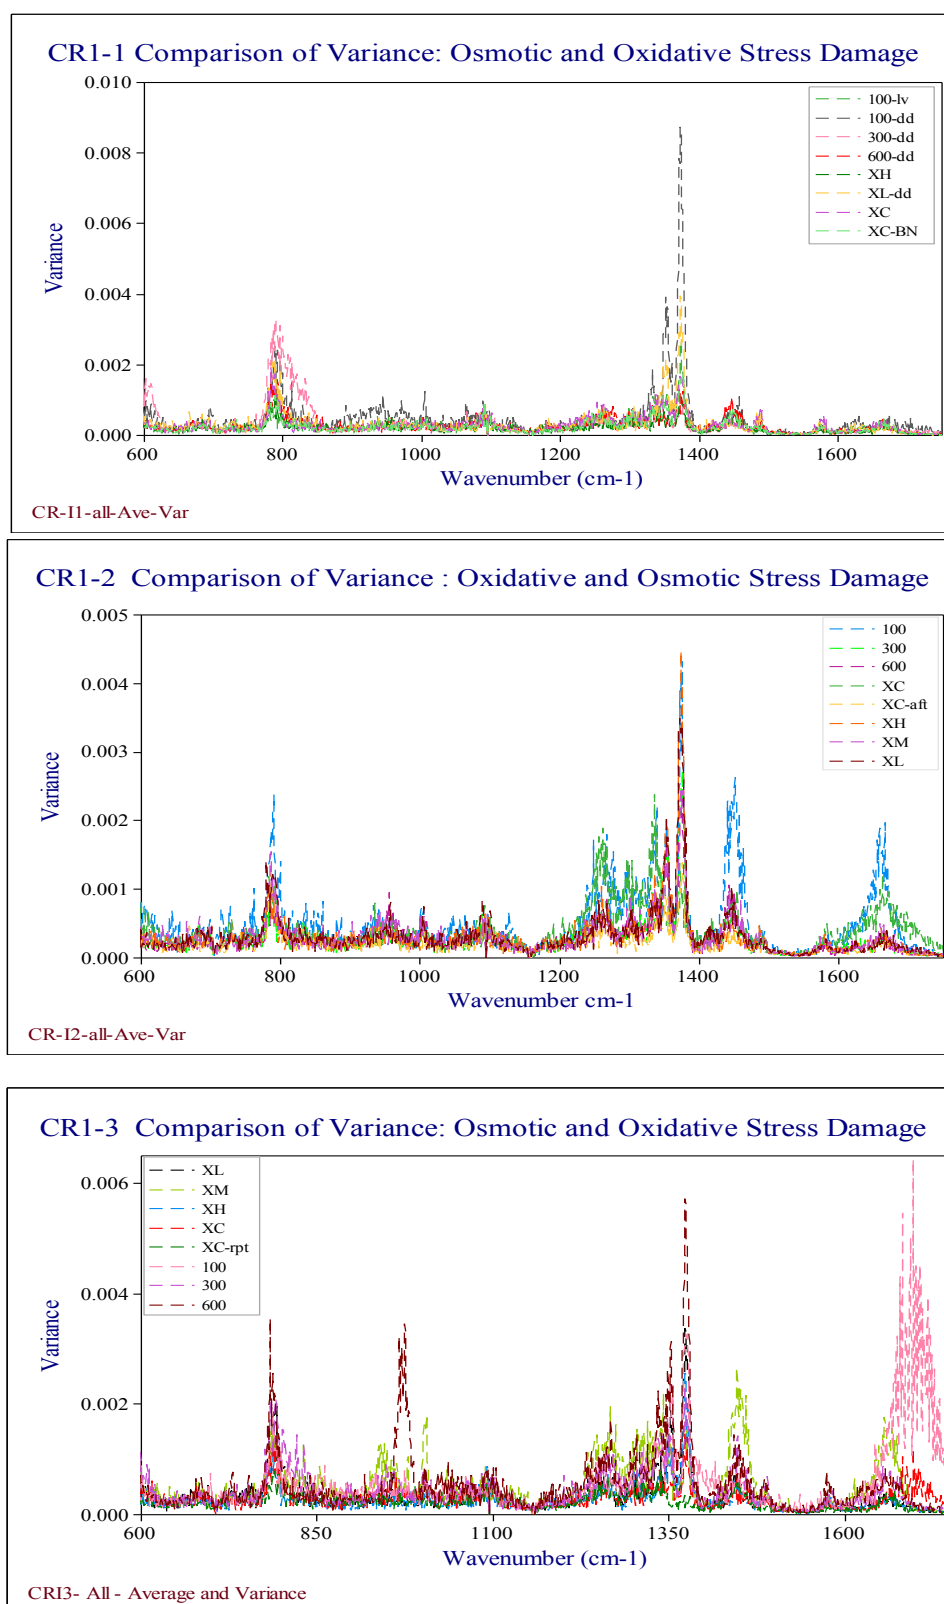 CR1-1 Comparison of Variance: Osmotic and Oxidative Stress Damage
0.010
0.008
0.006
0.004
0.002
0.000
Variance
100-lv
100-dd
300-dd
600-dd
XH
XL-dd
XC
XC-BN
600 800 1000 1200 1400 1600
Wavenumber (cm-1)
CR-I1-all-Ave-Var
CR1-2 Comparison of Variance : Oxidative and Osmotic Stress Damage
0.005
0.004
0.003
0.002
0.001
0.000
Variance
100
300
600
XC
XC-aft
XH
XM
XL
600 800 1000 1200 1400 1600
Wavenumber cm-1
CR-I2-all-Ave-Var
CR1-3 Comparison of Variance: Osmotic and Oxidative Stress Damage
0.006
0.004
0.002
0.000
Variance
XL
XM
XH
XC
XC-rpt
100
300
600
600 850 1100 1350 1600
Wavenumber (cm-1)
CRI3- All - Average and Variance